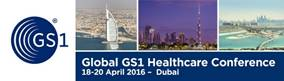 GS1
Global GS1 Healthcare Conference
18-20 April 2016 – Dubai